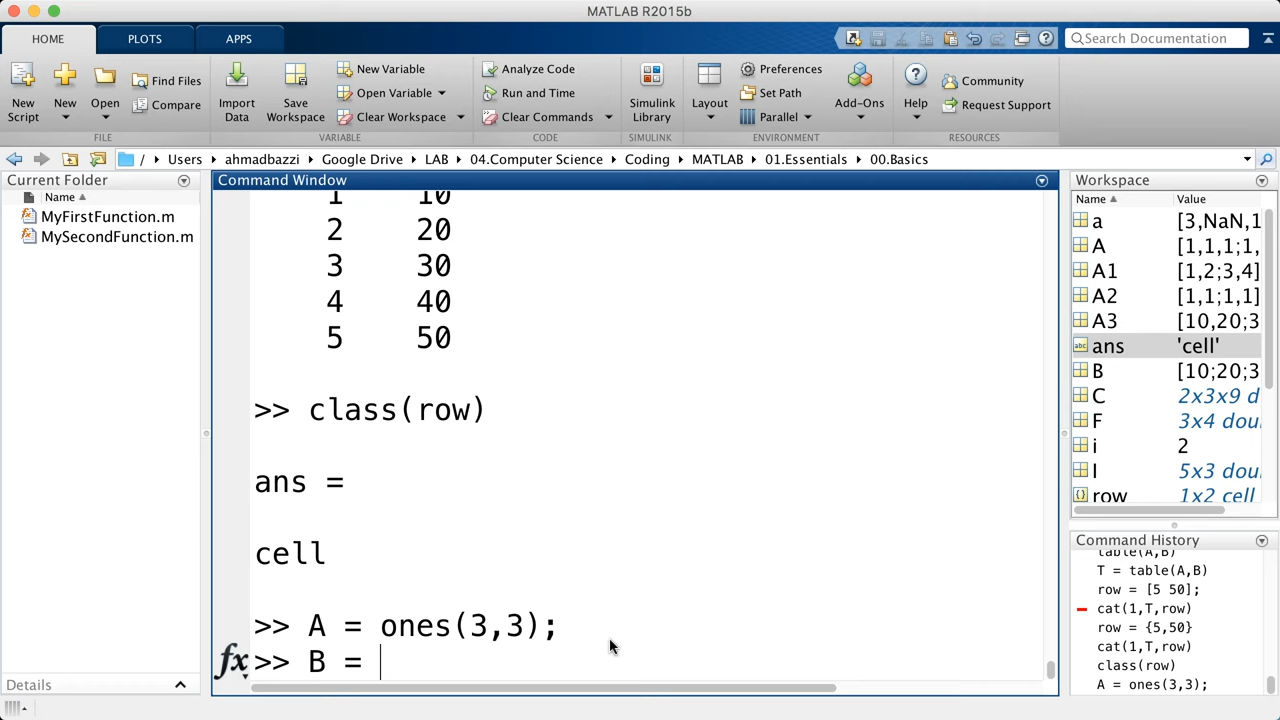 MATLAB R2015b
HOME PLOTS APPS
Search Documentation
New Script
New
Open
Find Files
Compare
Import Data
Save Workspace
New Variable
Open Variable
Clear Workspace
Analyze Code
Run and Time
Clear Commands
Simulink Library
Layout
Preferences
Set Path
Parallel
Add-Ons
Help
Community
Request Support
FILE VARIABLE CODE SIMULINK ENVIRONMENT RESOURCES
/ Users ahmadbazzi Google Drive LAB 04.Computer Science Coding MATLAB 01.Essentials 00.Basics
Current Folder
Name
MyFirstFunction.m
MySecondFunction.m
Details
Command Window
1 10
2 20
3 30
4 40
5 50
>> class(row)
ans =
cell
>> A = ones(3,3);
fx >> B =
Workspace
Name Value
a [3,NaN,1
A [1,1,1;1,
A1 [1,2;3,4]
A2 [1,1;1,1]
A3 [10,20;3
abc ans 'cell'
B [10;20;3
C 2x3x9 d
F 3x4 dou
i 2
I 5x3 dou
{} row 1x2 cell
Command History
table(A,B)
T = table(A,B)
row = [5 50];
cat(1,T,row)
row = {5,50}
cat(1,T,row)
class(row)
A = ones(3,3);